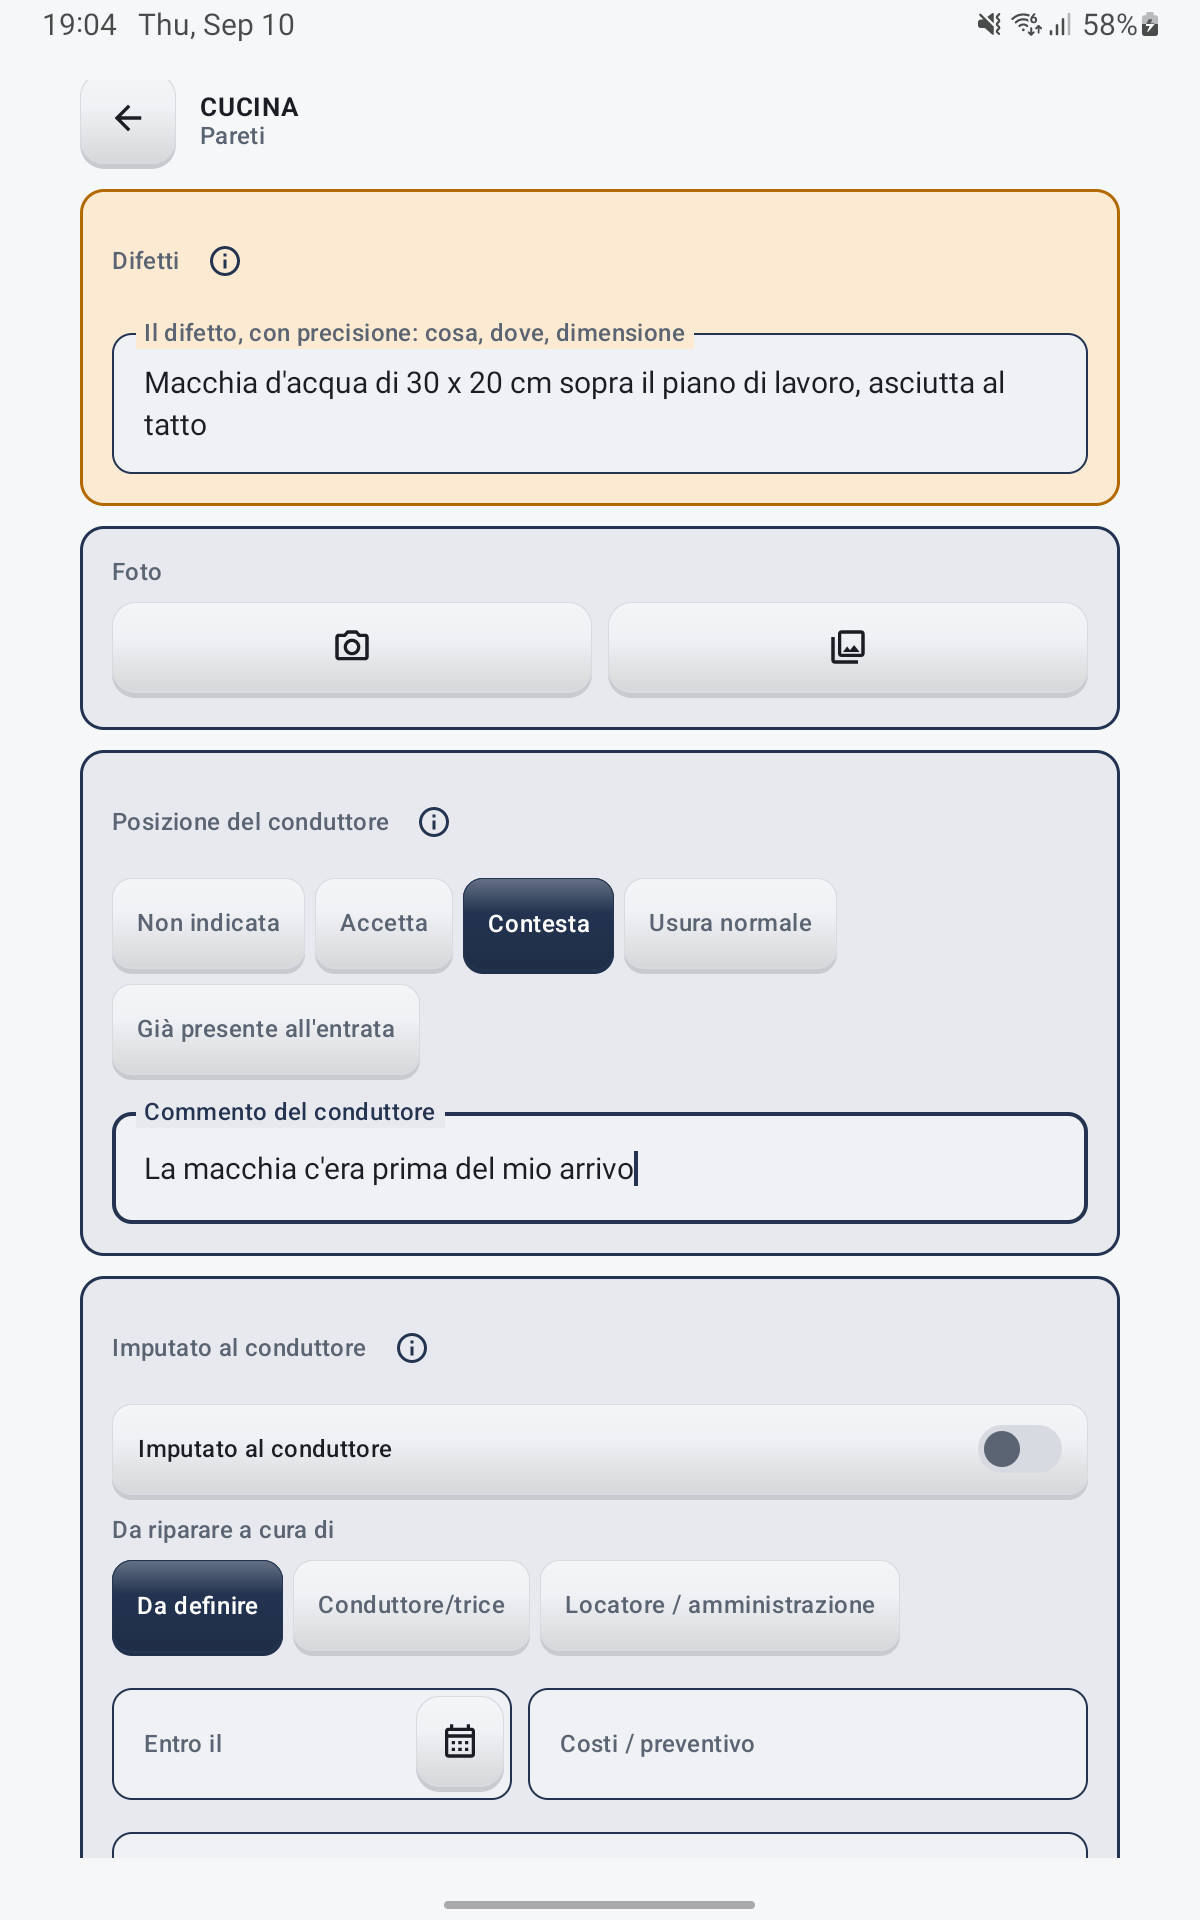 19:04 Thu, Sep 10
58%
CUCINA
Pareti
Difetti
Il difetto, con precisione: cosa, dove, dimensione
Macchia d'acqua di 30 x 20 cm sopra il piano di lavoro, asciutta al
tatto
Foto
Posizione del conduttore
Non indicata
Accetta
Contesta
Usura normale
Già presente all'entrata
Commento del conduttore
La macchia c'era prima del mio arrivo
Imputato al conduttore
Imputato al conduttore
Da riparare a cura di
Da definire
Conduttore/trice
Locatore / amministrazione
Entro il
Costi / preventivo